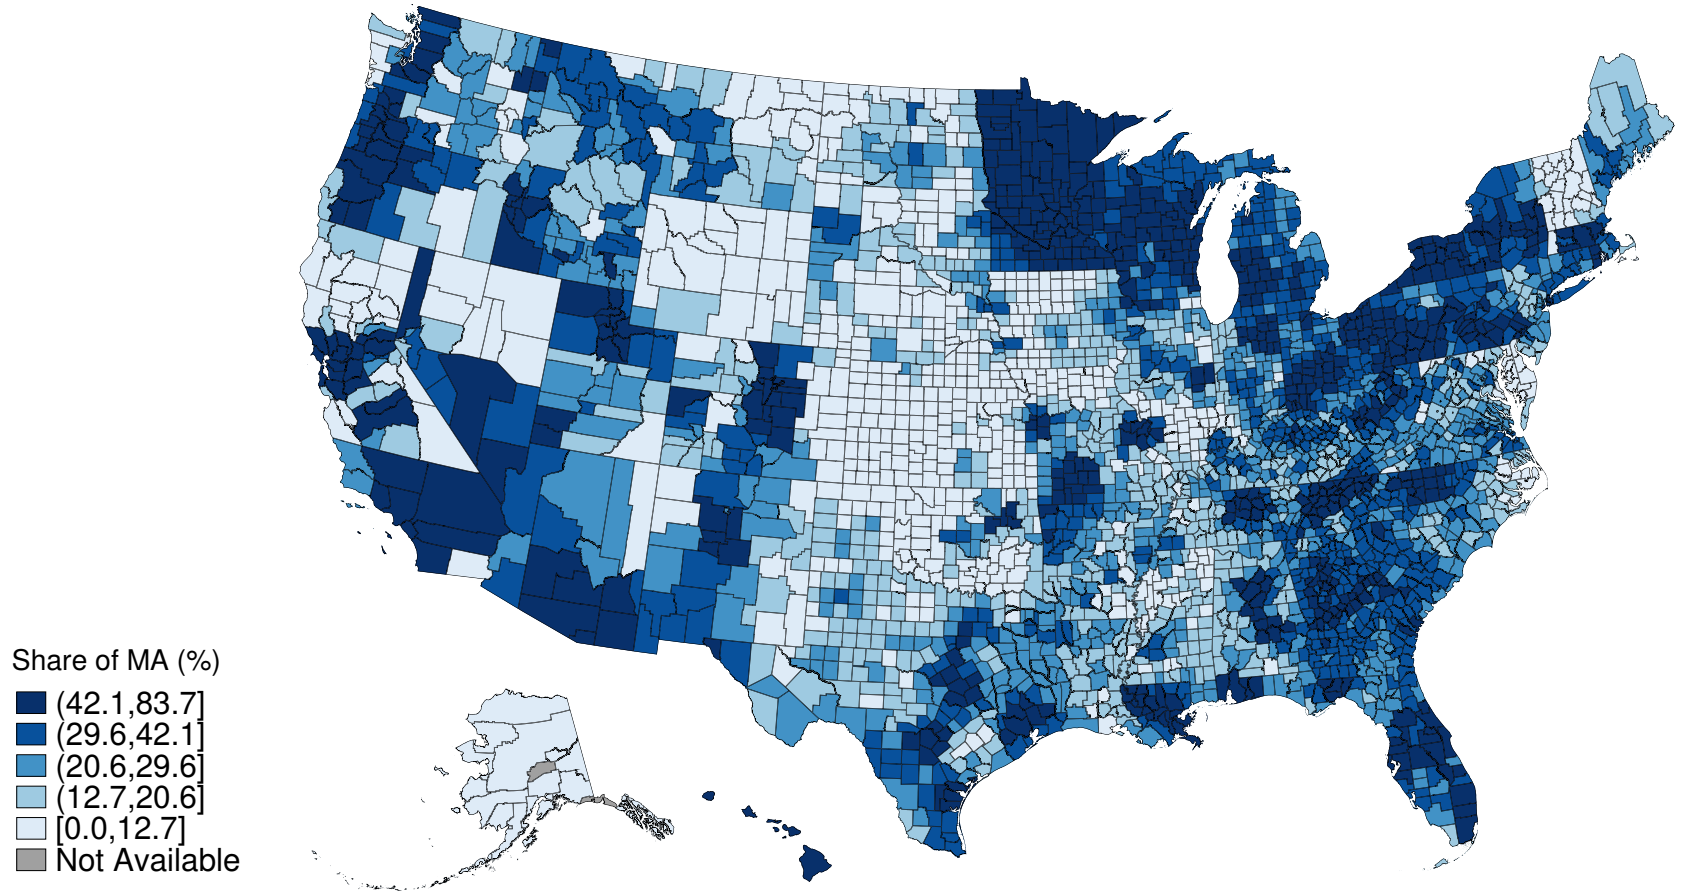 Share of MA (%)
(42.1,83.7]
(29.6,42.1]
(20.6,29.6]
(12.7,20.6]
[0.0,12.7]
Not Available